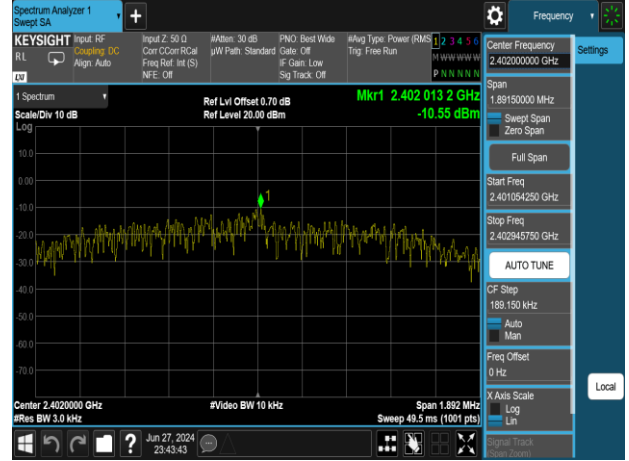 Spectrum Analyzer 1
Swept SA
Frequency
KEYSIGHT
RL
LXI
Input: RF
Coupling: DC
Align: Auto
Input Z: 50 Ω
Corr CCorr RCal
Freq Ref: Int (S)
NFE: Off
#Atten: 30 dB
µW Path: Standard
PNO: Best Wide
Gate: Off
IF Gain: Low
Sig Track: Off
#Avg Type: Power (RMS
Trig: Free Run
1 2 3 4 5 6
M W W W W W
P N N N N N
Center Frequency
2.402000000 GHz
Settings
Span
1.89150000 MHz
Swept Span
Zero Span
Full Span
Start Freq
2.401054250 GHz
Stop Freq
2.402945750 GHz
AUTO TUNE
CF Step
189.150 kHz
Auto
Man
Freq Offset
0 Hz
X Axis Scale
Log
Lin
Local
Signal Track
(Span Zoom)
1 Spectrum
Scale/Div 10 dB
Log
Ref Lvl Offset 0.70 dB
Ref Level 20.00 dBm
Mkr1 2.402 013 2 GHz
-10.55 dBm
1
10.0
0.00
-10.0
-20.0
-30.0
-40.0
-50.0
-60.0
-70.0
Center 2.4020000 GHz
#Res BW 3.0 kHz
#Video BW 10 kHz
Span 1.892 MHz
Sweep 49.5 ms (1001 pts)
?
Jun 27, 2024
23:43:43